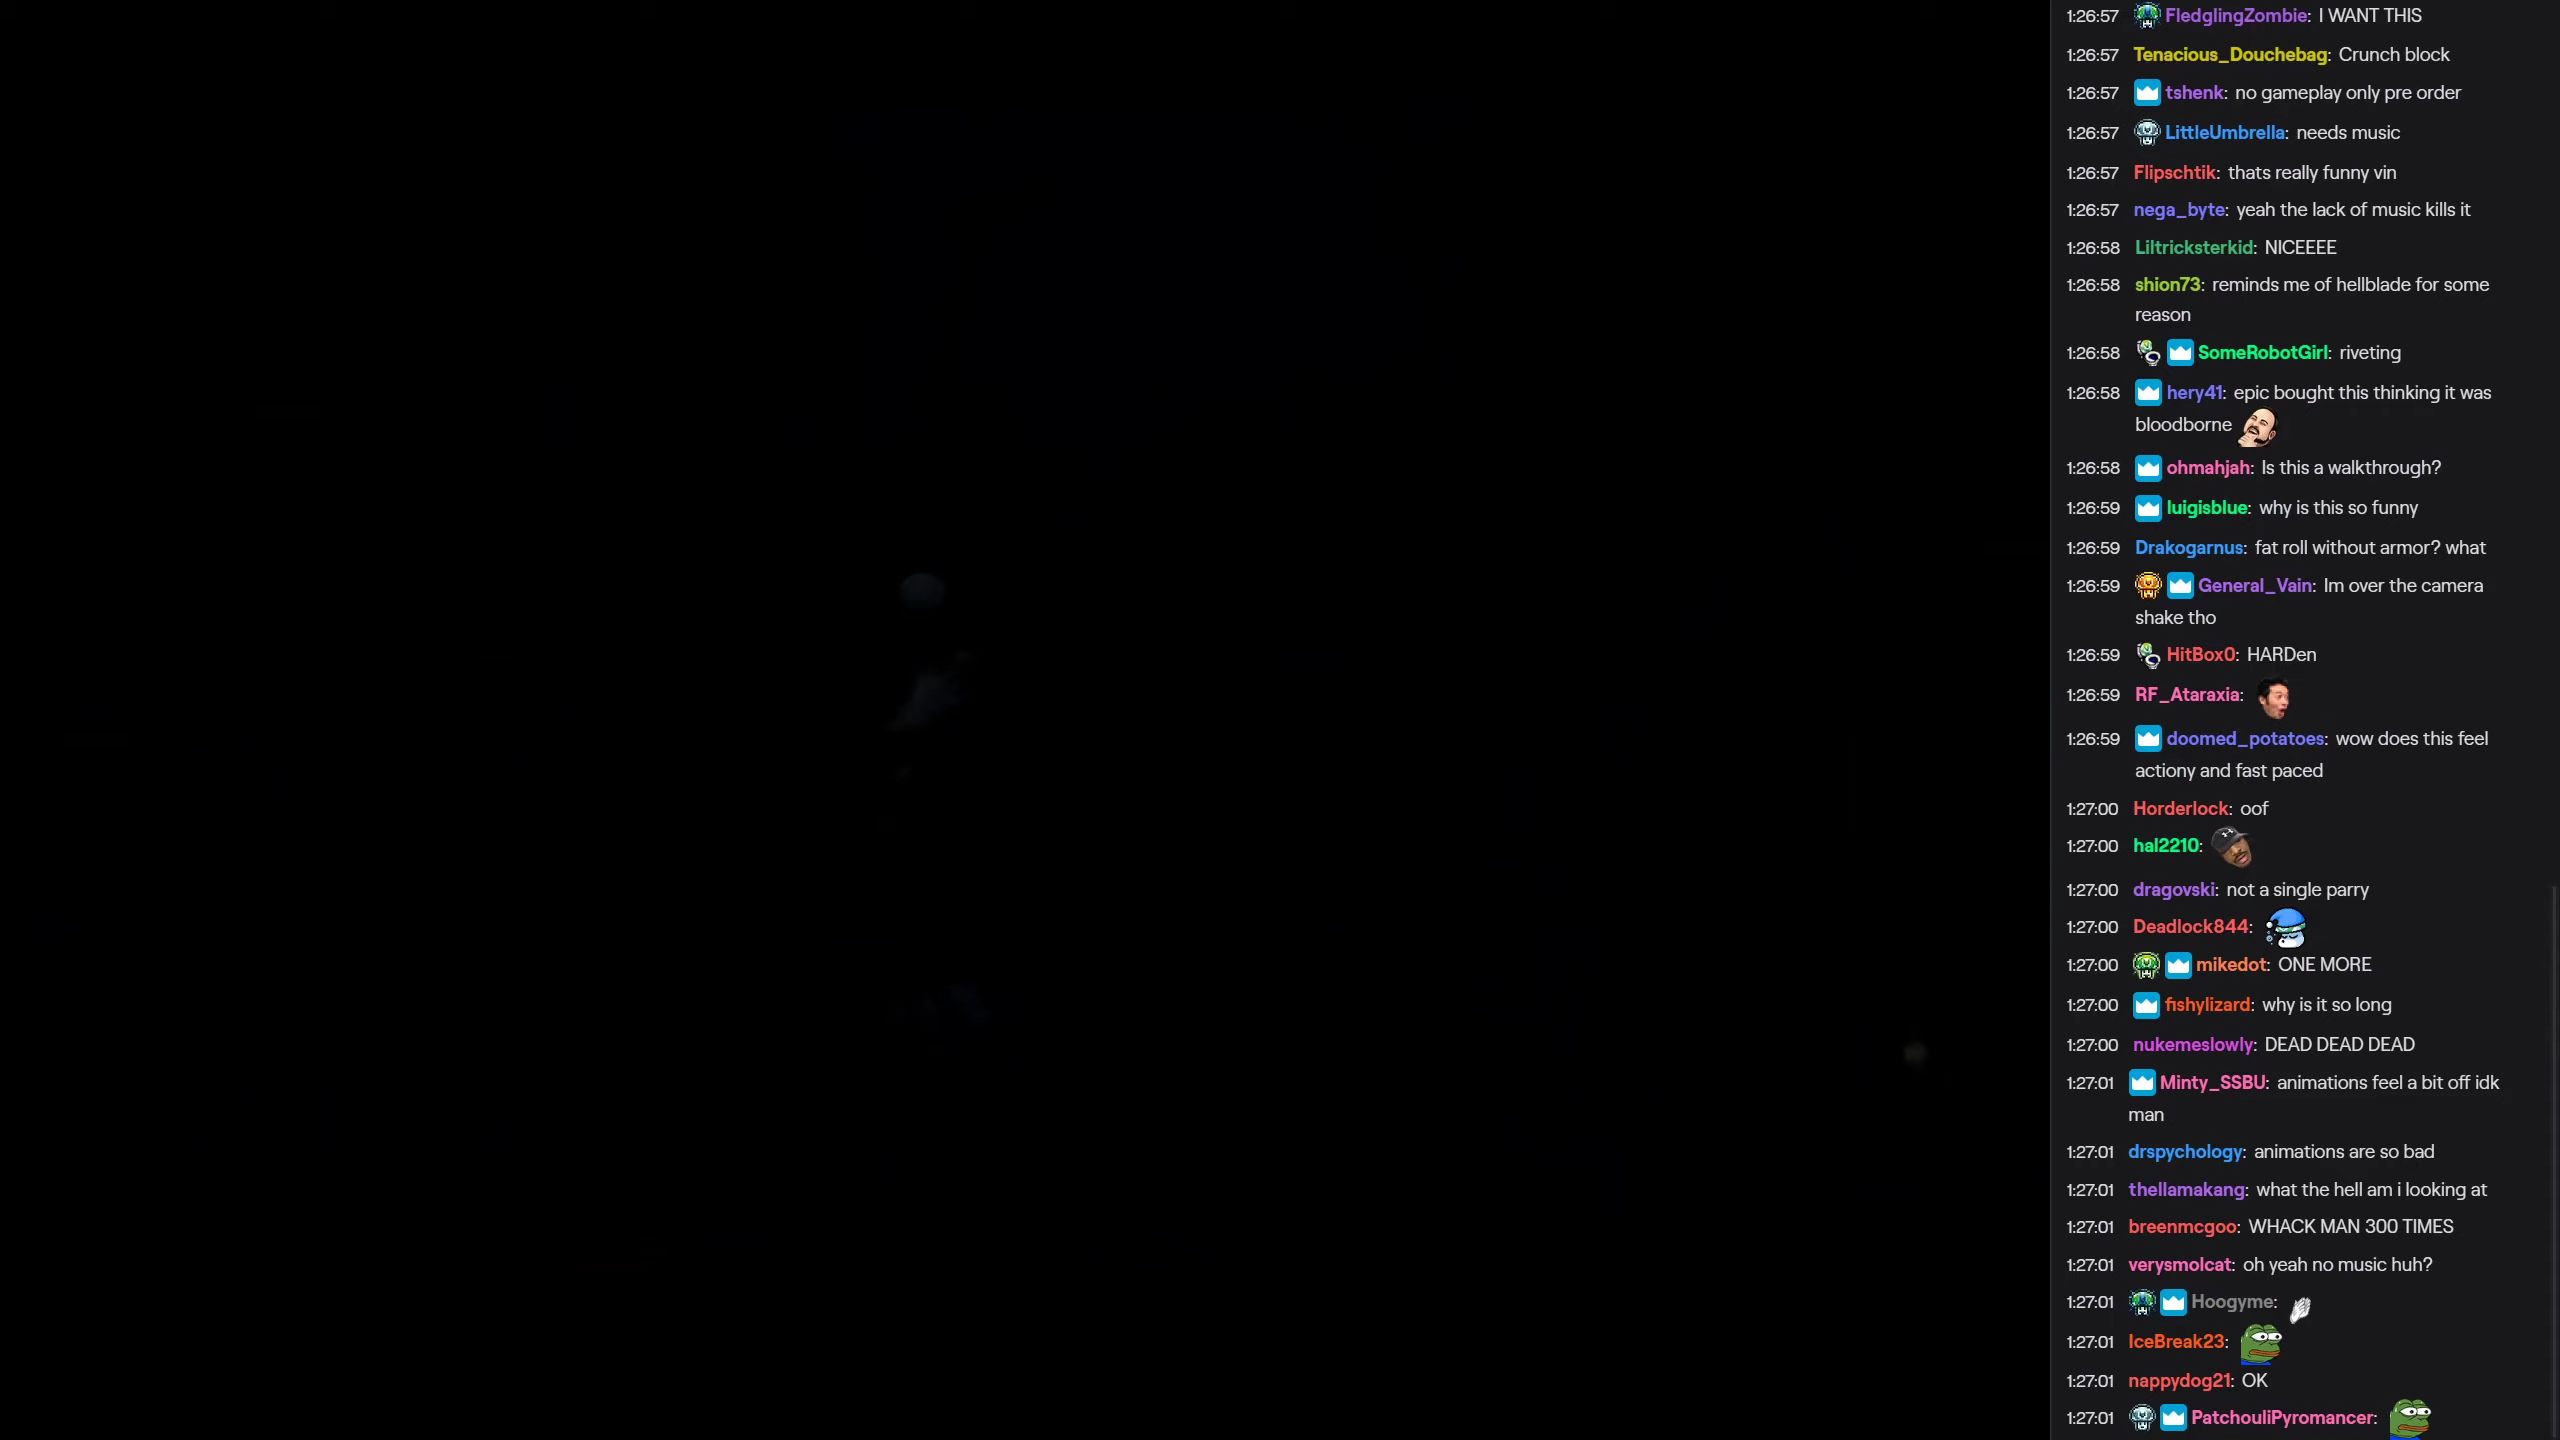 1:26:57 FledglingZombie: I WANT THIS
1:26:57 Tenacious_Douchebag: Crunch block
1:26:57 tshenk: no gameplay only pre order
1:26:57 LittleUmbrella: needs music
1:26:57 Flipschtik: thats really funny vin
1:26:57 nega_byte: yeah the lack of music kills it
1:26:58 Liltricksterkid: NICEEEE
1:26:58 shion73: reminds me of hellblade for some
reason
1:26:58 SomeRobotGirl: riveting
1:26:58 hery41: epic bought this thinking it was
bloodborne
1:26:58 ohmahjah: Is this a walkthrough?
1:26:59 luigisblue: why is this so funny
1:26:59 Drakogarnus: fat roll without armor? what
1:26:59 General_Vain: Im over the camera
shake tho
1:26:59 HitBox0: HARDen
1:26:59 RF_Ataraxia:
1:26:59 doomed_potatoes: wow does this feel
actiony and fast paced
1:27:00 Horderlock: oof
1:27:00 hal2210:
1:27:00 dragovski: not a single parry
1:27:00 Deadlock844:
1:27:00 mikedot: ONE MORE
1:27:00 fishylizard: why is it so long
1:27:00 nukemeslowly: DEAD DEAD DEAD
1:27:01 Minty_SSBU: animations feel a bit off idk
man
1:27:01 drspychology: animations are so bad
1:27:01 thellamakang: what the hell am i looking at
1:27:01 breenmcgoo: WHACK MAN 300 TIMES
1:27:01 verysmolcat: oh yeah no music huh?
1:27:01 Hoogyme:
1:27:01 IceBreak23:
1:27:01 nappydog21: OK
1:27:01 PatchouliPyromancer: